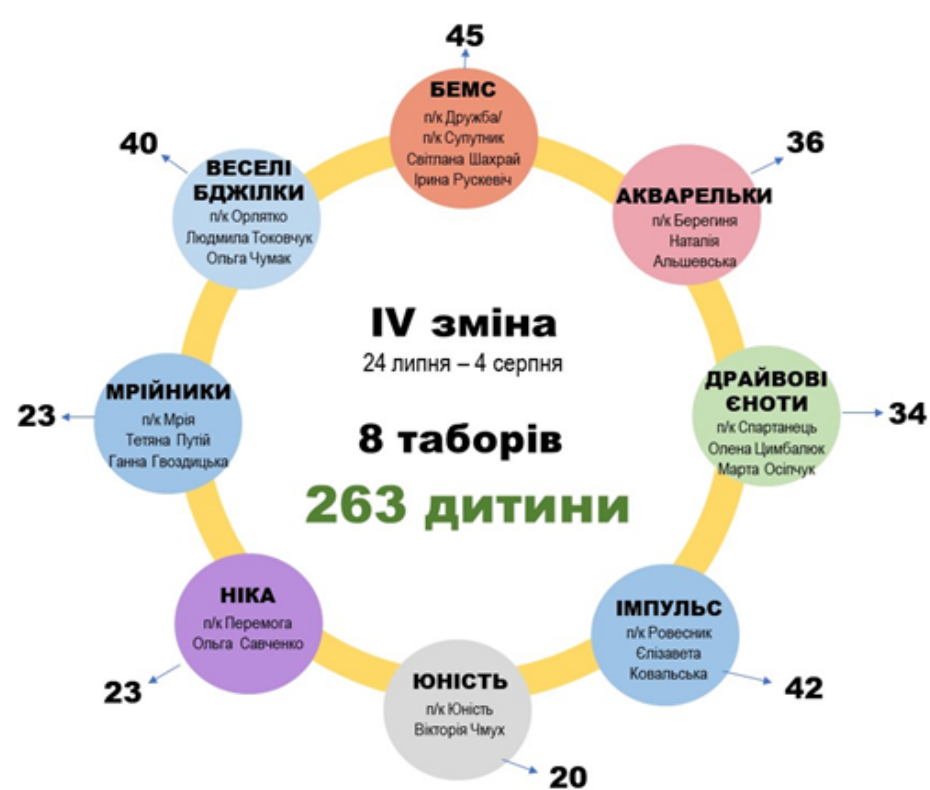 45
БЕМС
п/к Дружба/
п/к Супутник
Світлана Шахрай
Ірина Рускевіч
36
АКВАРЕЛЬКИ
п/к Берегиня
Наталія
Альшевська
34
ДРАЙВОВІ
ЄНОТИ
п/к Спартанець
Олена Цимбалюк
Марта Осіпчук
42
ІМПУЛЬС
п/к Ровесник
Єлізавета
Ковальська
20
ЮНІСТЬ
п/к Юність
Вікторія Чмух
23
НІКА
п/к Перемога
Ольга Савченко
23
МРІЙНИКИ
п/к Мрія
Тетяна Путій
Ганна Гвоздицька
40
ВЕСЕЛІ
БДЖІЛКИ
п/к Орлятко
Людмила Токовчук
Ольга Чумак
IV зміна
24 липня – 4 серпня
8 таборів
263 дитини